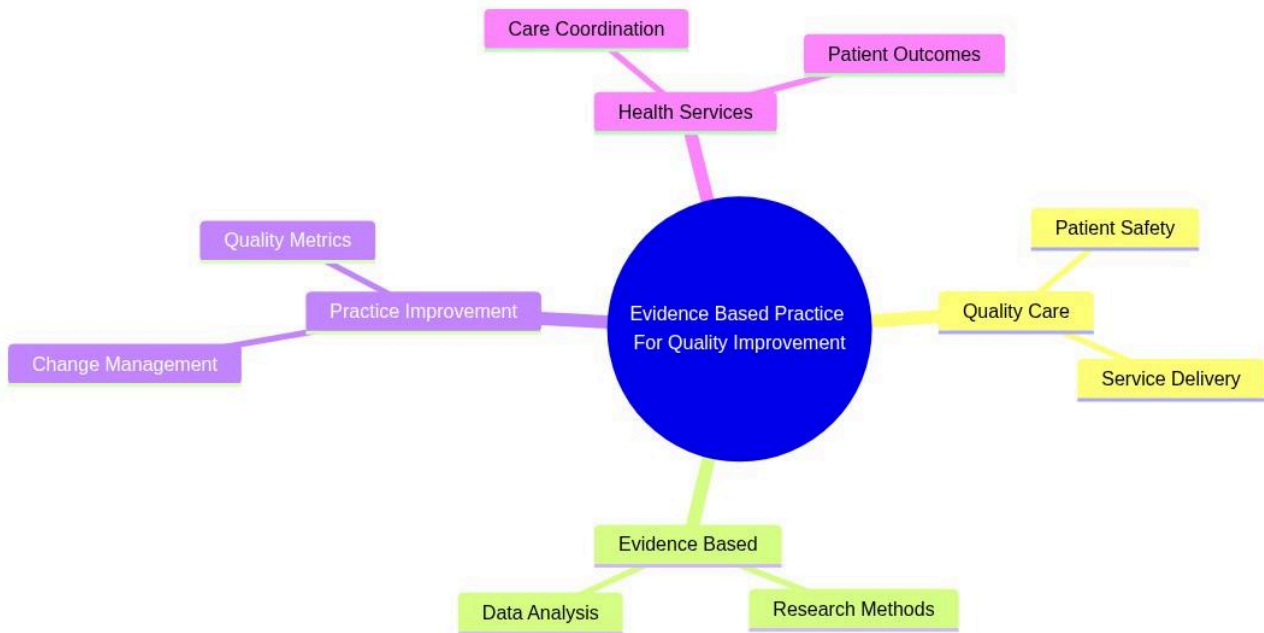 Care Coordination
Patient Outcomes
Health Services
Patient Safety
Quality Metrics
Practice Improvement
Evidence Based Practice
For Quality Improvement
Quality Care
Change Management
Service Delivery
Evidence Based
Data Analysis
Research Methods